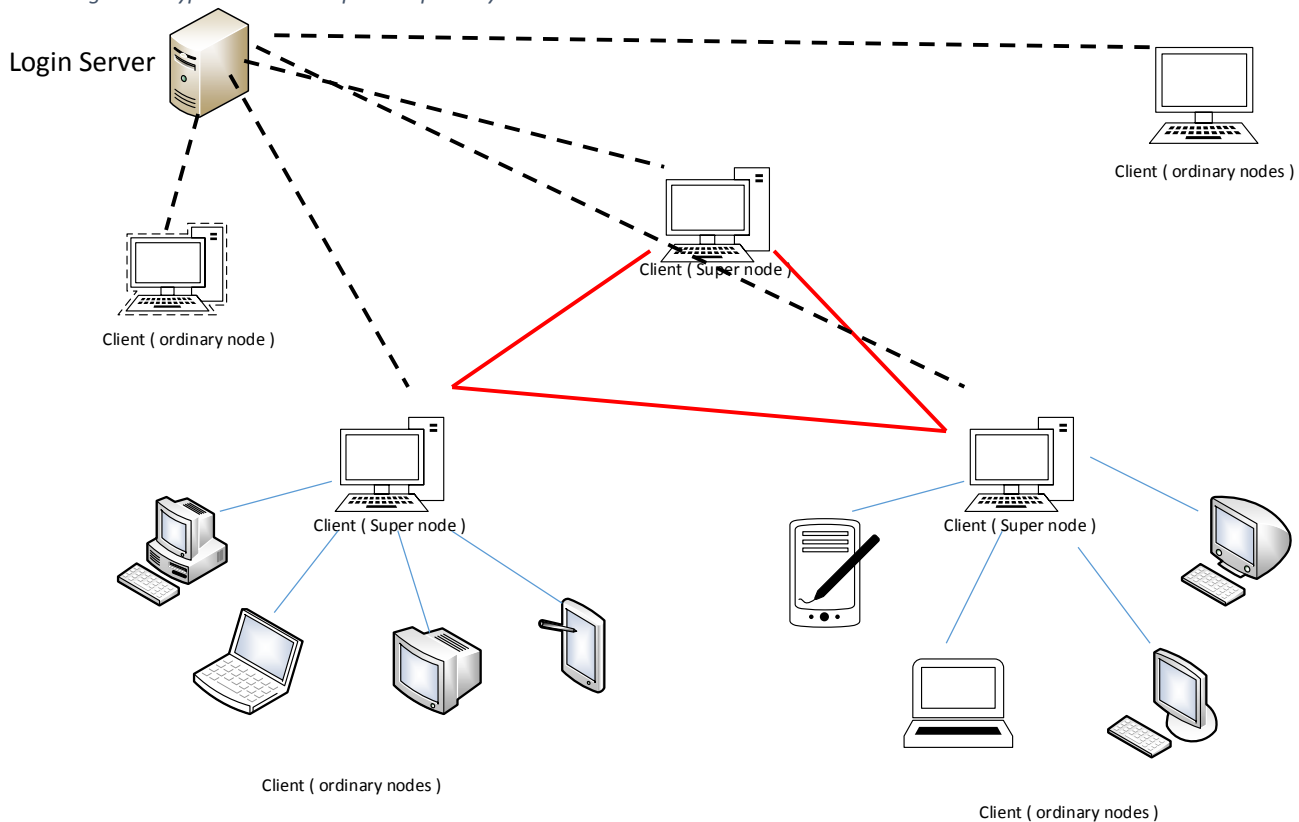 Login Server
Client ( ordinary nodes )
Client ( Super node )
Client ( ordinary node )
Client ( Super node )
Client ( Super node )
Client ( ordinary nodes )
Client ( ordinary nodes )